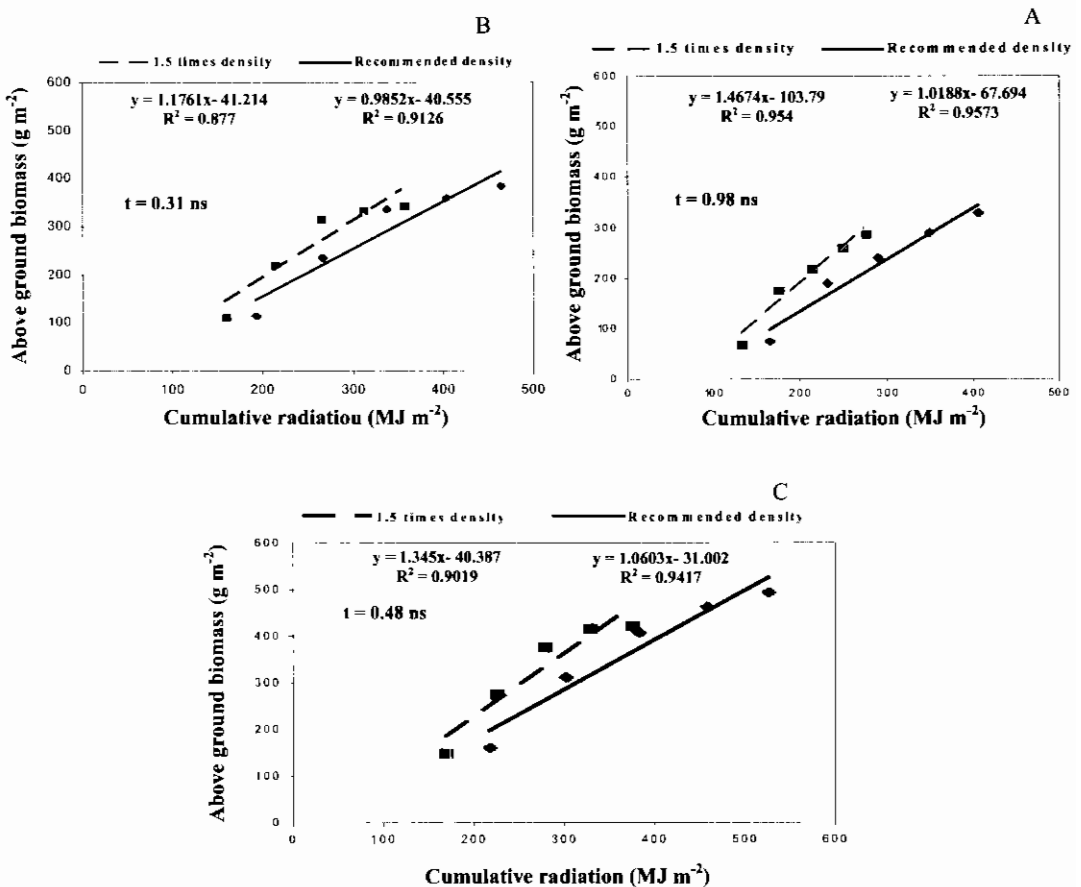 B
1.5 times density Recommended density
y = 1.1761x- 41.214 y = 0.9852x- 40.555
R² = 0.877 R² = 0.9126
t = 0.31 ns
600
500
400
300
200
100
0
0 100 200 300 400 500
Above ground biomass (g m⁻²)
Cumulative radiatiou (MJ m⁻²)
A
1.5 times density Recommended density
y = 1.4674x- 103.79 y = 1.0188x- 67.694
R² = 0.954 R² = 0.9573
t = 0.98 ns
600
500
400
300
200
100
0
0 100 200 300 400 500
Above ground biomass (g m⁻²)
Cumulative radiation (MJ m⁻²)
C
1.5 times density Recommended density
y = 1.345x- 40.387 y = 1.0603x- 31.002
R² = 0.9019 R² = 0.9417
t = 0.48 ns
600
500
400
300
200
100
0
0 100 200 300 400 500 600
Above ground biomass (g m⁻²)
Cumulative radiation (MJ m⁻²)